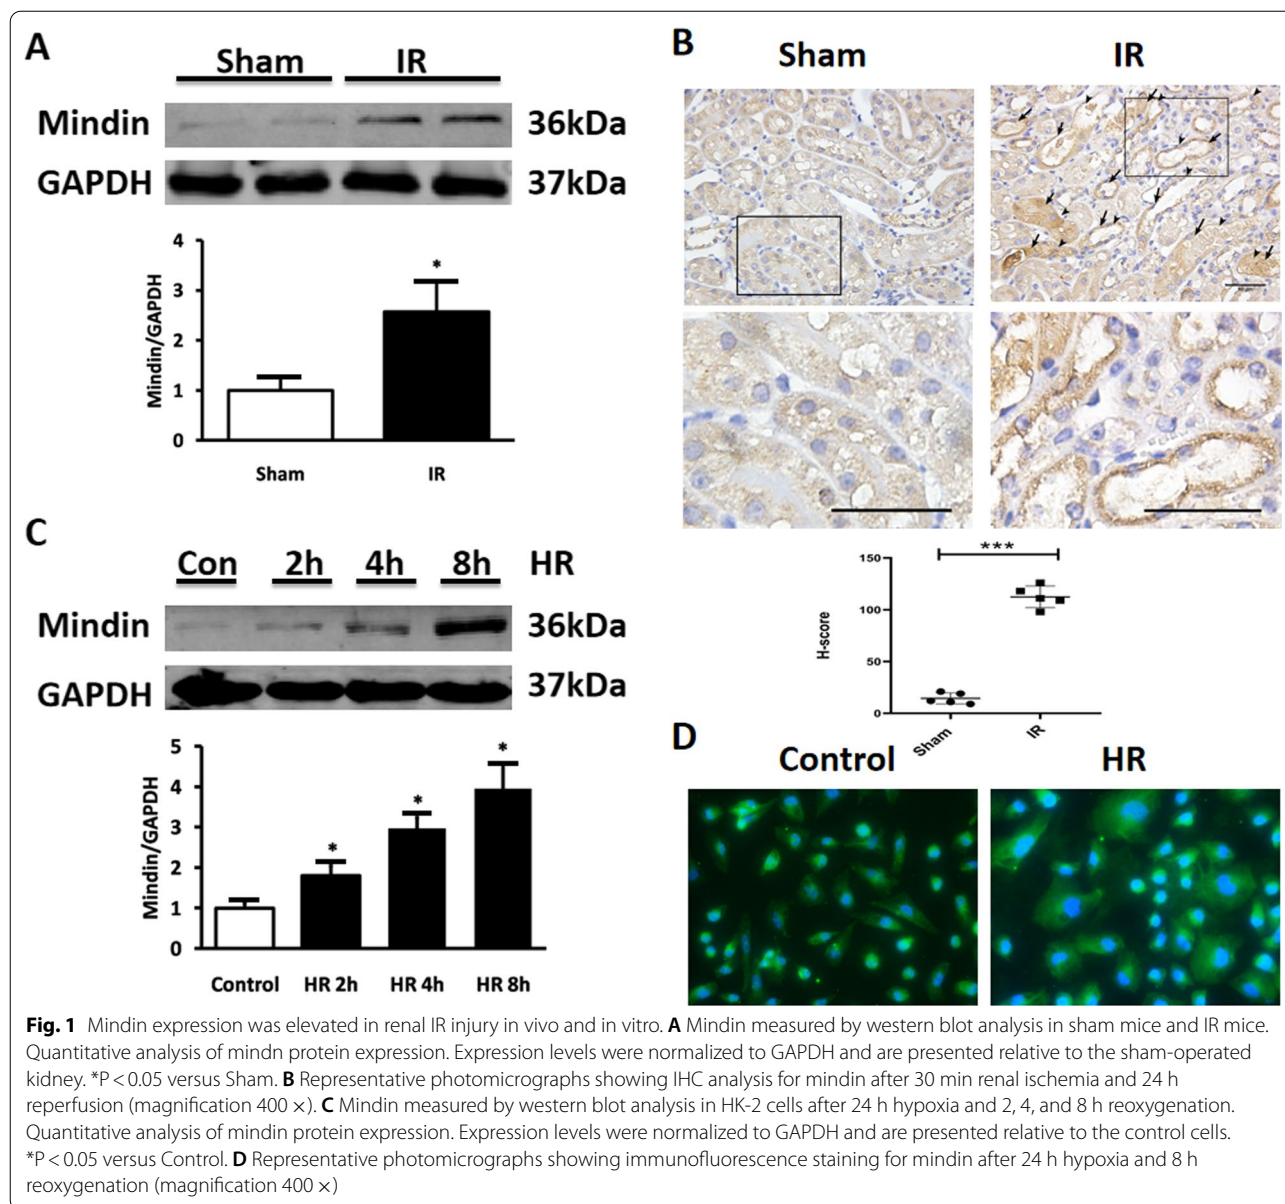 A
Sham IR
Mindin 36kDa
GAPDH 37kDa
Mindin/GAPDH
4
3
2
1
0
*
Sham IR
B
Sham IR
***
H-score
150
100
50
0
Sham IR
C
Con 2h 4h 8h HR
Mindin 36kDa
GAPDH 37kDa
Mindin/GAPDH
5
4
3
2
1
0
* * *
Control HR 2h HR 4h HR 8h
D
Control HR
Fig. 1 Mindin expression was elevated in renal IR injury in vivo and in vitro. A Mindin measured by western blot analysis in sham mice and IR mice.
Quantitative analysis of mindn protein expression. Expression levels were normalized to GAPDH and are presented relative to the sham-operated
kidney. *P < 0.05 versus Sham. B Representative photomicrographs showing IHC analysis for mindin after 30 min renal ischemia and 24 h
reperfusion (magnification 400 ×). C Mindin measured by western blot analysis in HK-2 cells after 24 h hypoxia and 2, 4, and 8 h reoxygenation.
Quantitative analysis of mindin protein expression. Expression levels were normalized to GAPDH and are presented relative to the control cells.
*P < 0.05 versus Control. D Representative photomicrographs showing immunofluorescence staining for mindin after 24 h hypoxia and 8 h
reoxygenation (magnification 400 ×)